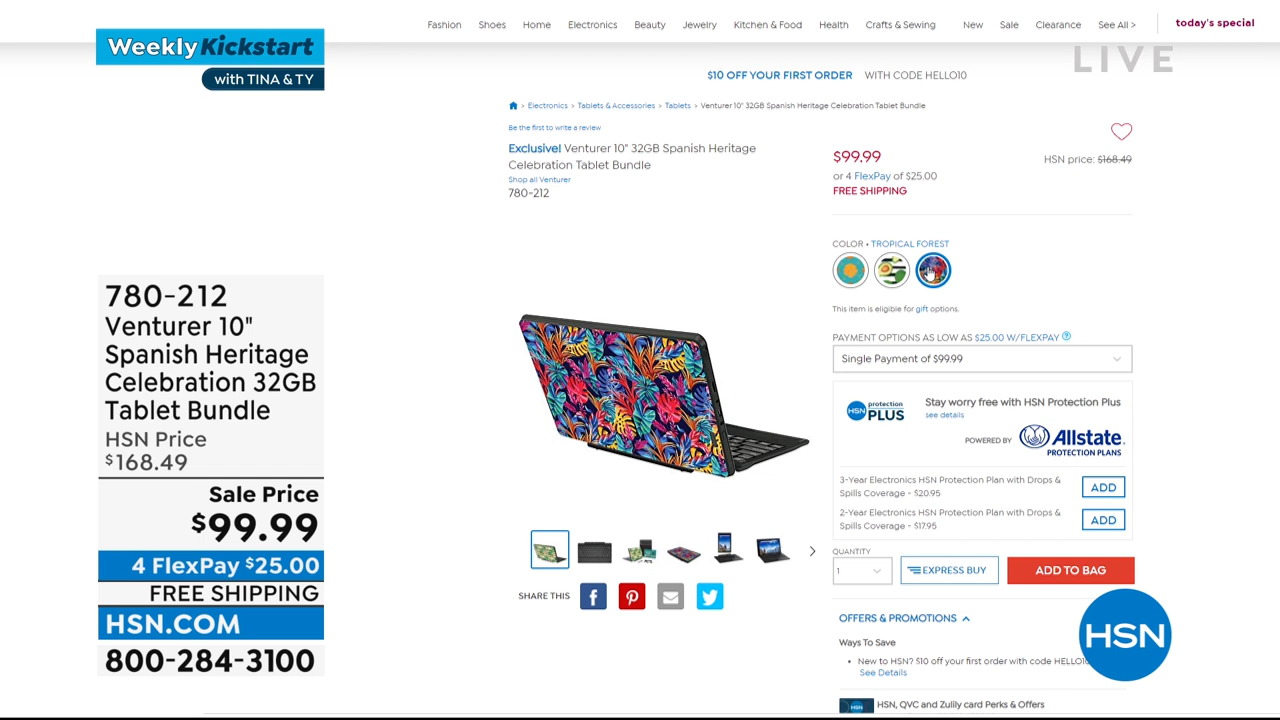 Fashion Shoes Home Electronics Beauty Jewelry Kitchen & Food Health Crafts & Sewing New Sale Clearance See All > today's special
Weekly Kickstart
with TINA & TY
LIVE
$10 OFF YOUR FIRST ORDER WITH CODE HELLO10
> Electronics > Tablets & Accessories > Tablets > Venturer 10" 32GB Spanish Heritage Celebration Tablet Bundle
Be the first to write a review
Exclusive! Venturer 10" 32GB Spanish Heritage
Celebration Tablet Bundle
Shop all Venturer
780-212
$99.99
HSN price: $168.49
or 4 FlexPay of $25.00
FREE SHIPPING
COLOR • TROPICAL FOREST
This item is eligible for gift options.
PAYMENT OPTIONS AS LOW AS $25.00 W/FLEXPAY ?
Single Payment of $99.99
HSN protection PLUS
Stay worry free with HSN Protection Plus
see details
POWERED BY Allstate
PROTECTION PLANS
3-Year Electronics HSN Protection Plan with Drops &
Spills Coverage - $20.95
ADD
2-Year Electronics HSN Protection Plan with Drops &
Spills Coverage - $17.95
ADD
QUANTITY
1
EXPRESS BUY
ADD TO BAG
SHARE THIS
OFFERS & PROMOTIONS
Ways To Save
• New to HSN? $10 off your first order with code HELLO10
See Details
HSN
HSN, QVC and Zulily card Perks & Offers
HSN
780-212
Venturer 10"
Spanish Heritage
Celebration 32GB
Tablet Bundle
HSN Price
$168.49
Sale Price
$99.99
4 FlexPay $25.00
FREE SHIPPING
HSN.COM
800-284-3100